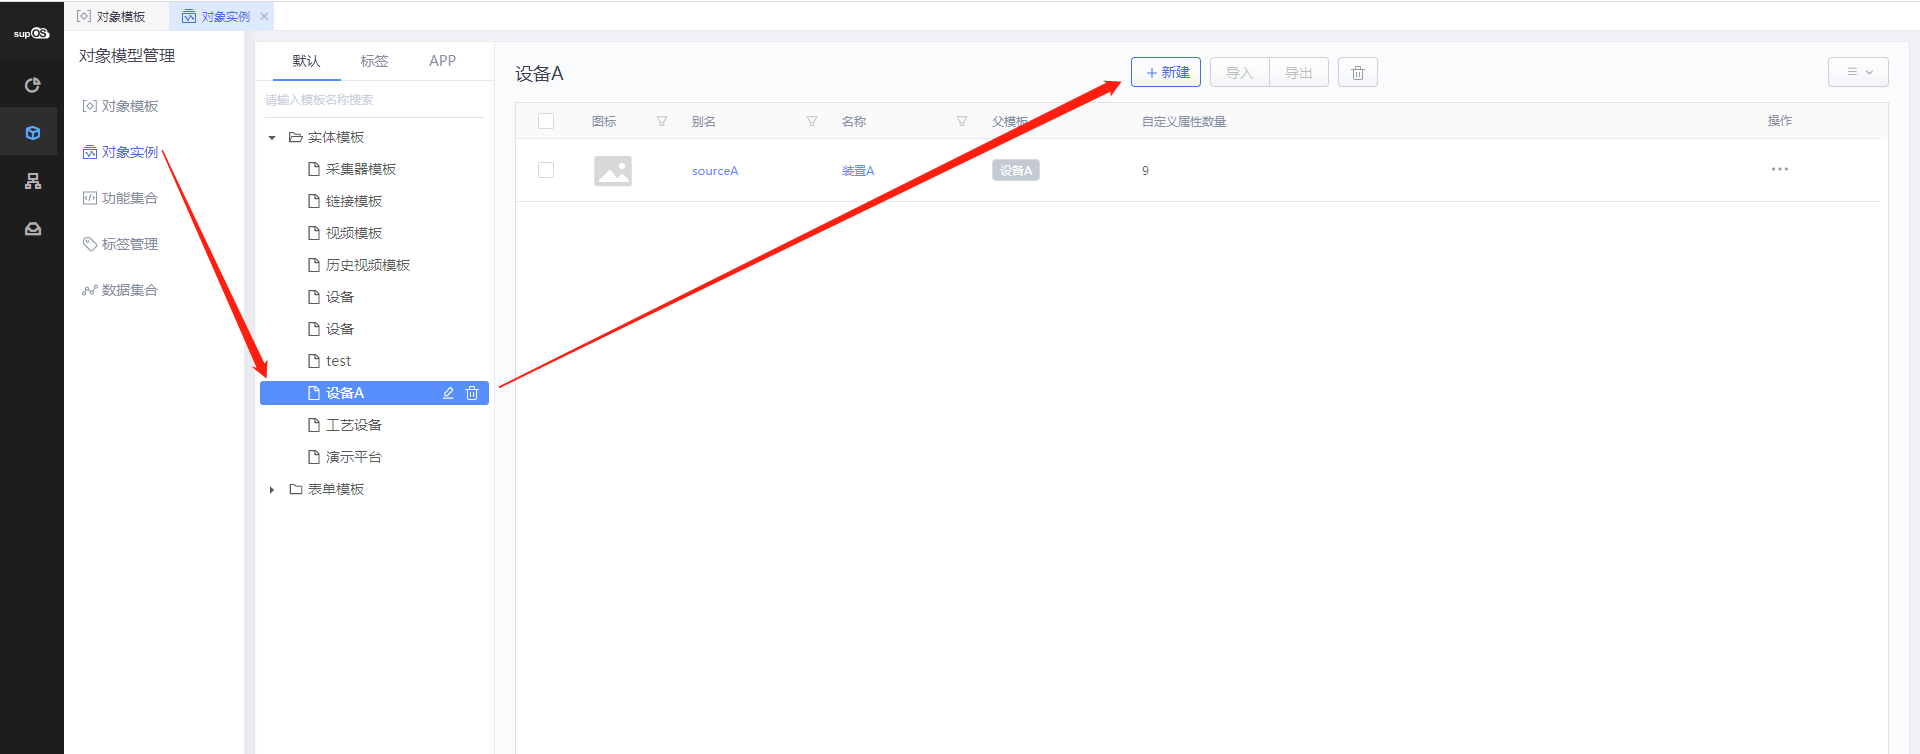 supOS
对象模板
对象实例
对象模型管理
对象模板
对象实例
功能集合
标签管理
数据集合
默认 标签 APP
请输入模板名称搜索
实体模板
采集器模板
链接模板
视频模板
历史视频模板
设备
设备
test
设备A
工艺设备
演示平台
表单模板
设备A
新建 导入 导出
图标 别名 名称 父模板 自定义属性数量 操作
sourceA 装置A 设备A 9